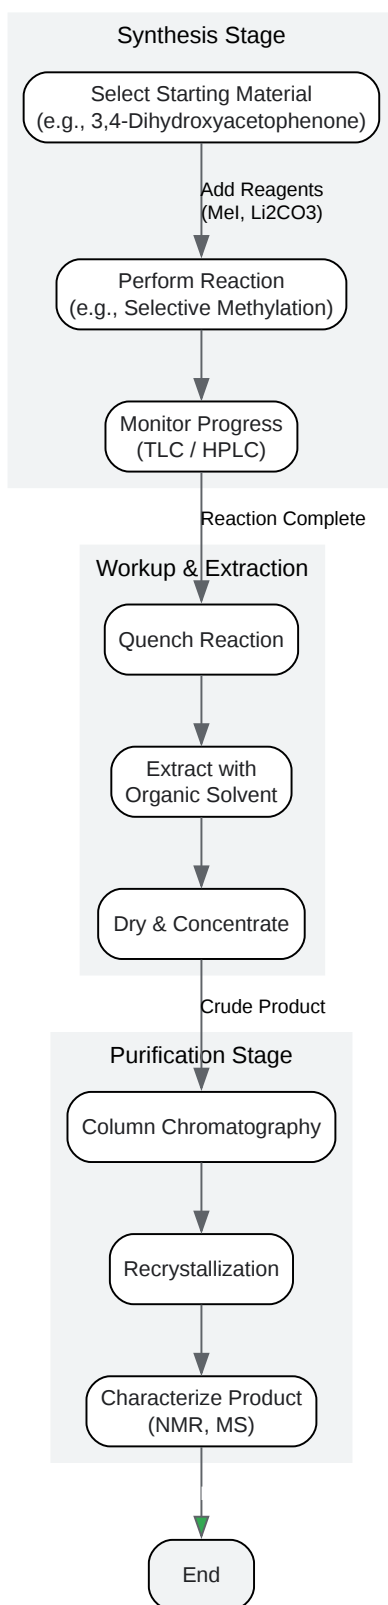 Synthesis Stage
Select Starting Material
(e.g., 3,4-Dihydroxyacetophenone)
Add Reagents
(MeI, Li2CO3)
Perform Reaction
(e.g., Selective Methylation)
Monitor Progress
(TLC / HPLC)
Reaction Complete
Workup & Extraction
Quench Reaction
Extract with
Organic Solvent
Dry & Concentrate
Crude Product
Purification Stage
Column Chromatography
Recrystallization
Characterize Product
(NMR, MS)
End